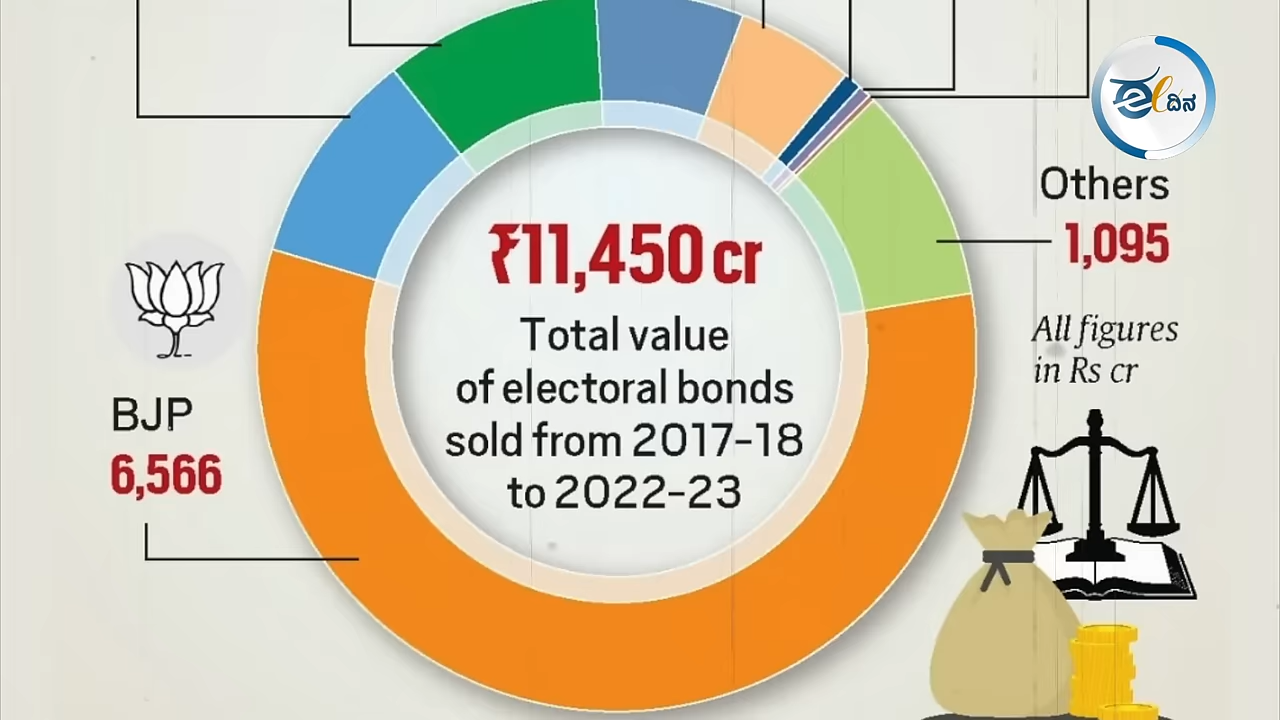 ಈ ದಿನ
Others
1,095
₹11,450 cr
Total value
of electoral bonds
sold from 2017-18
to 2022-23
All figures
in Rs cr
BJP
6,566